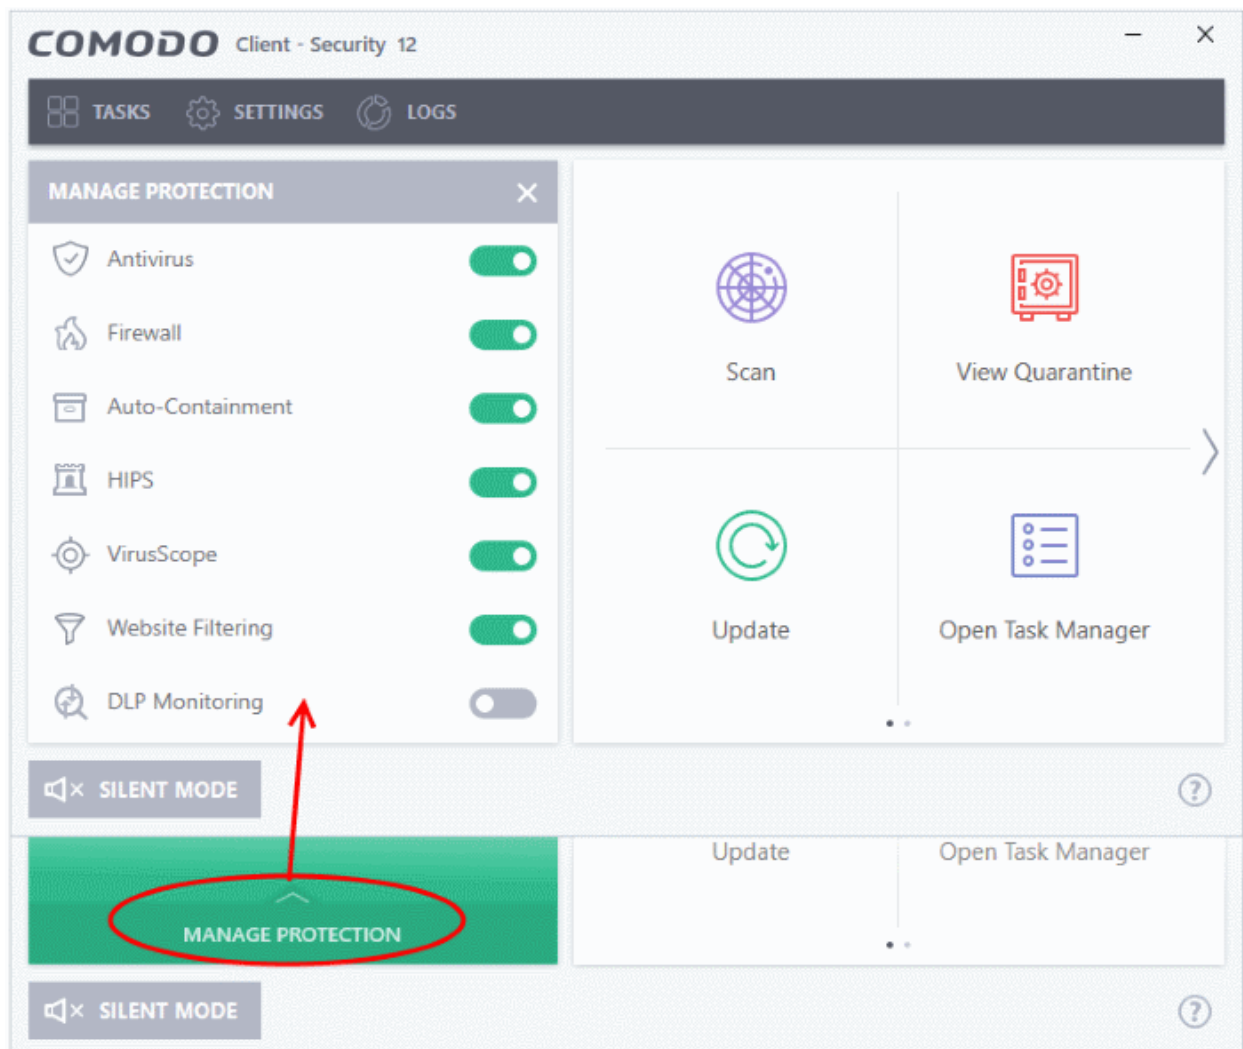 COMODO Client - Security 12
TASKS SETTINGS LOGS
MANAGE PROTECTION
Antivirus
Firewall
Auto-Containment
HIPS
VirusScope
Website Filtering
DLP Monitoring
Scan
View Quarantine
Update
Open Task Manager
SILENT MODE
?
Update
Open Task Manager
MANAGE PROTECTION
SILENT MODE
?